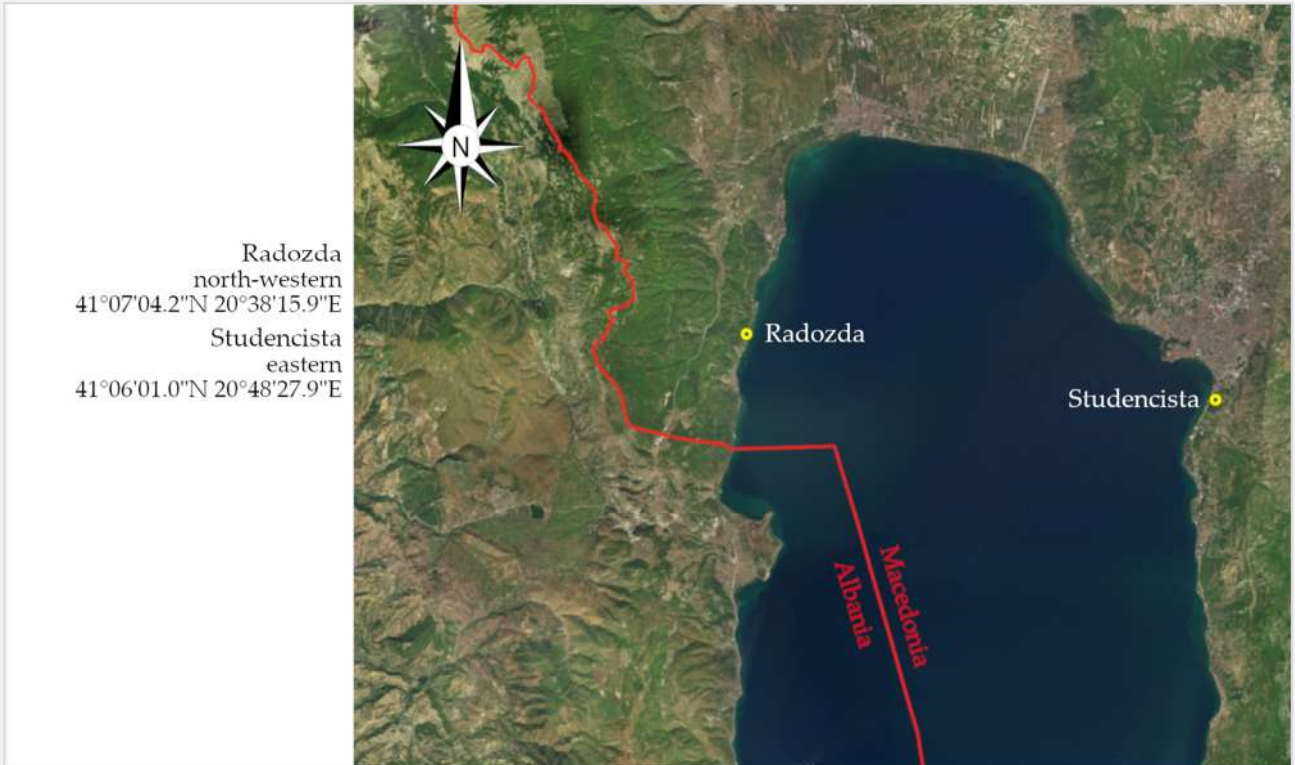 N
Radozda
north-western
41°07'04.2"N 20°38'15.9"E
Studencista
eastern
41°06'01.0"N 20°48'27.9"E
Radozda
Studencista
Macedonia
Albania